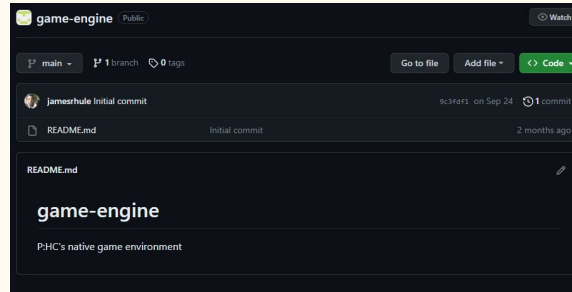 game-engine Public
Watch
main 1 branch 0 tags Go to file Add file Code
jamesrhule Initial commit 9c3fdf1 on Sep 24 1 commit
README.md Initial commit 2 months ago
README.md
game-engine
P:HC's native game environment